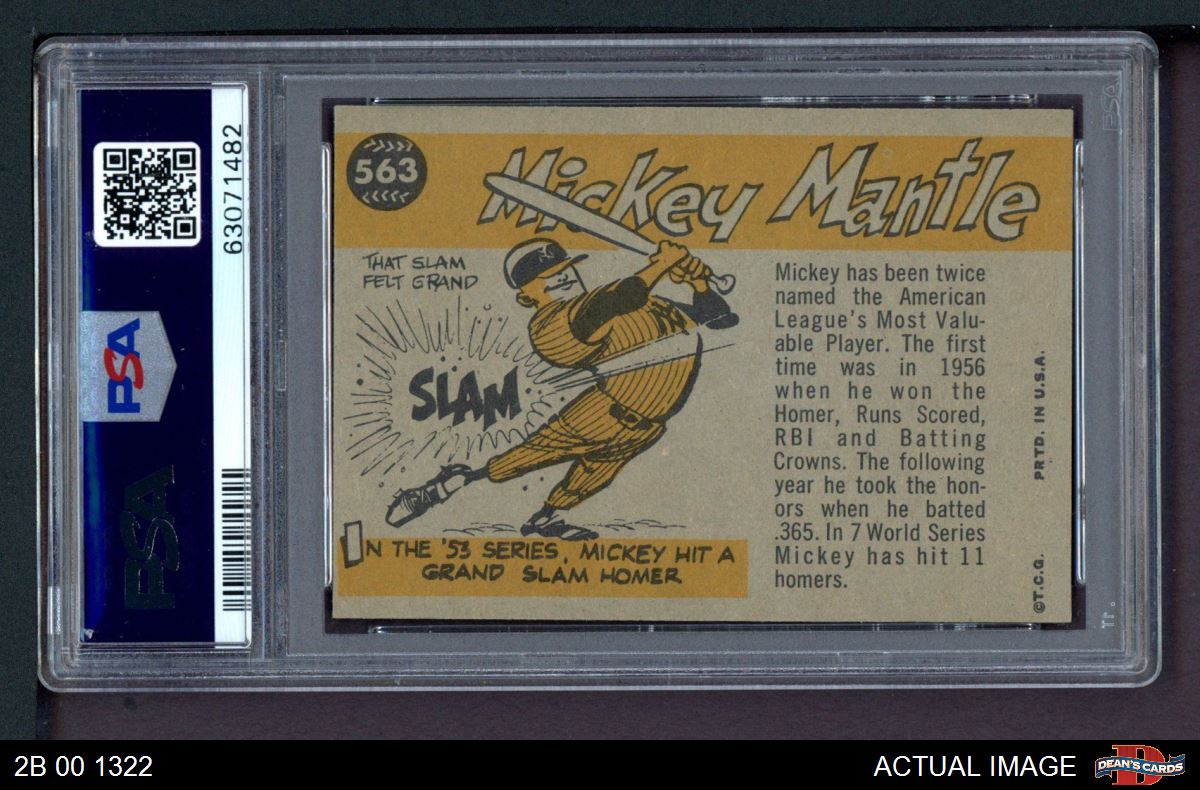 63071482
PSA
PSA
563
Mickey Mantle
THAT SLAM
FELT GRAND
SLAM
IN THE '53 SERIES, MICKEY HIT A
GRAND SLAM HOMER
Mickey has been twice
named the American
League's Most Valu-
able Player. The first
time was in 1956
when he won the
Homer, Runs Scored,
RBI and Batting
Crowns. The following
year he took the hon-
ors when he batted
.365. In 7 World Series
Mickey has hit 11
homers.
©T.C.G. PRTD. IN U.S.A.
PSA
2B 00 1322
ACTUAL IMAGE
DEAN'S CARDS